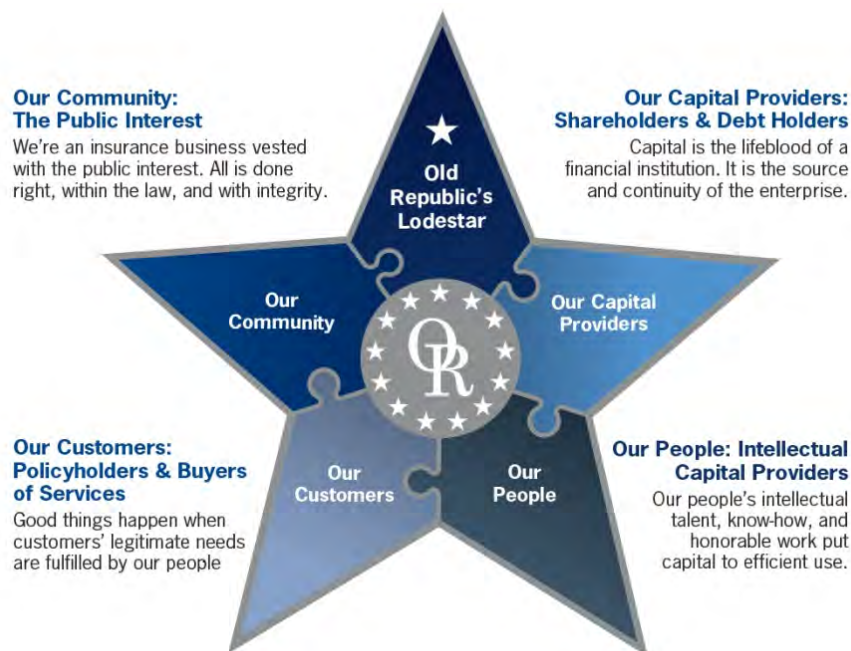 Our Community:
The Public Interest
We're an insurance business vested
with the public interest. All is done
right, within the law, and with integrity.
Our Capital Providers:
Shareholders & Debt Holders
Capital is the lifeblood of a
financial institution. It is the source
and continuity of the enterprise.
Old
Republic's
Lodestar
Our
Community
Our Capital
Providers
OR
Our
Customers
Our
People
Our Customers:
Policyholders & Buyers
of Services
Good things happen when
customers' legitimate needs
are fulfilled by our people
Our People: Intellectual
Capital Providers
Our people's intellectual
talent, know-how, and
honorable work put
capital to efficient use.